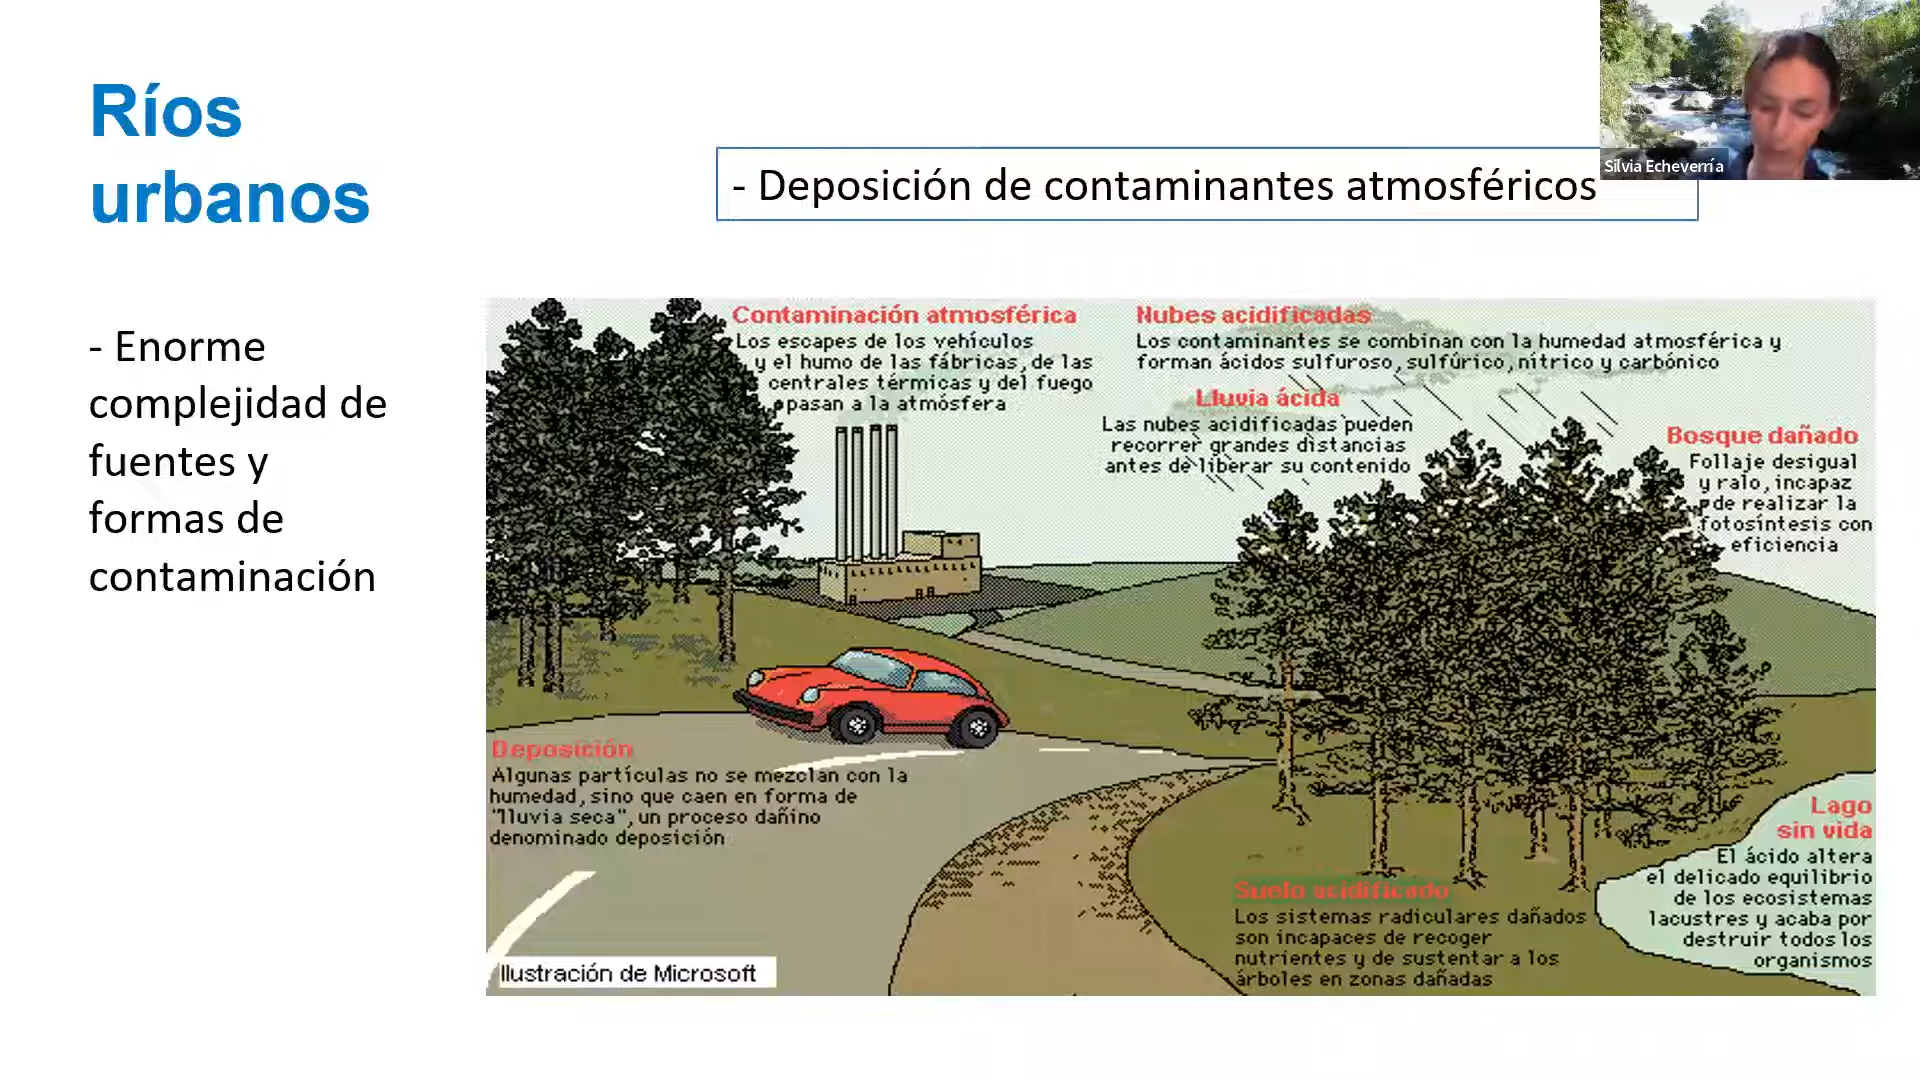 Ríos
urbanos
- Enorme
complejidad de
fuentes y
formas de
contaminación
- Deposición de contaminantes atmosféricos
Silvia Echeverría
Contaminación atmosférica
Los escapes de los vehículos
y el humo de las fábricas, de las
centrales térmicas y del fuego
pasan a la atmósfera
Nubes acidificadas
Los contaminantes se combinan con la humedad atmosférica y
forman ácidos sulfuroso, sulfúrico, nítrico y carbónico
Lluvia ácida
Las nubes acidificadas pueden
recorrer grandes distancias
antes de liberar su contenido
Bosque dañado
Follaje desigual
y ralo, incapaz
de realizar la
fotosíntesis con
eficiencia
Deposición
Algunas partículas no se mezclan con la
humedad, sino que caen en forma de
"lluvia seca", un proceso dañino
denominado deposición
Suelo acidificado
Los sistemas radiculares dañados
son incapaces de recoger
nutrientes y de sustentar a los
árboles en zonas dañadas
Lago
sin vida
El ácido altera
el delicado equilibrio
de los ecosistemas
lacustres y acaba por
destruir todos los
organismos
Ilustración de Microsoft